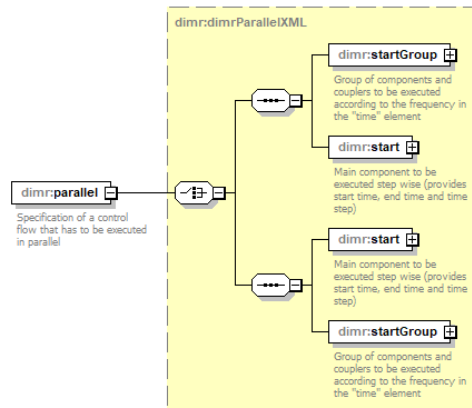 dimr:dimrParallelXML
dimr:startGroup
Group of components and
couplers to be executed
according to the frequency in
the "time" element
dimr:start
Main component to be
executed step wise (provides
start time, end time and time
step)
dimr:parallel
Specification of a control
flow that has to be executed
in parallel
dimr:start
Main component to be
executed step wise (provides
start time, end time and time
step)
dimr:startGroup
Group of components and
couplers to be executed
according to the frequency in
the "time" element